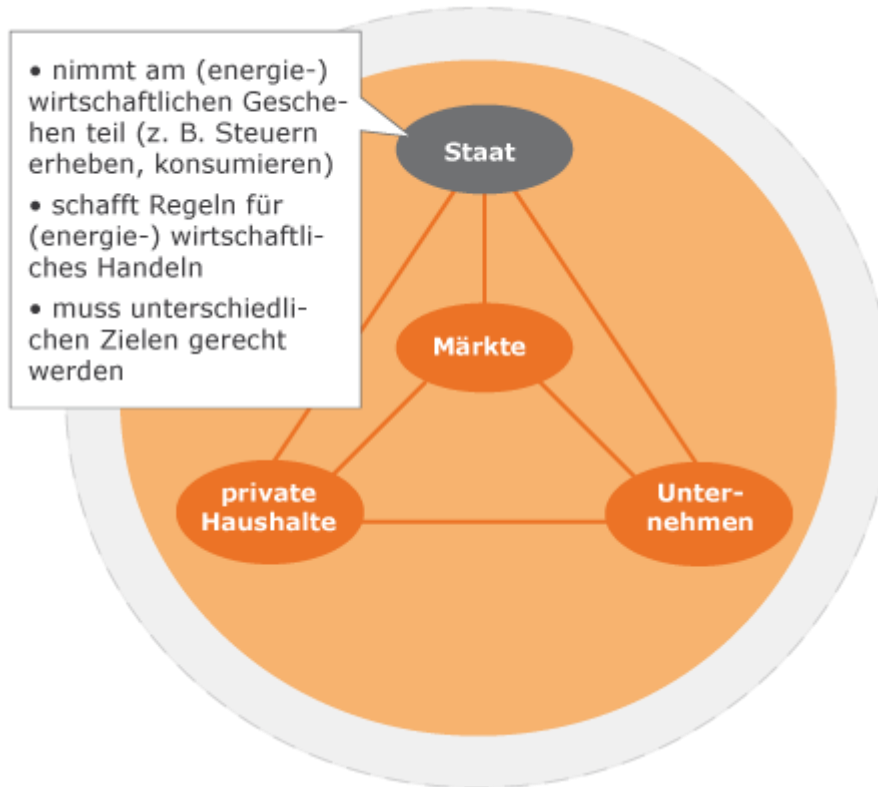 • nimmt am (energie-)
wirtschaftlichen Gesche-
hen teil (z. B. Steuern
erheben, konsumieren)
• schafft Regeln für
(energie-) wirtschaftli-
ches Handeln
• muss unterschiedli-
chen Zielen gerecht
werden
Staat
Märkte
private
Haushalte
Unter-
nehmen